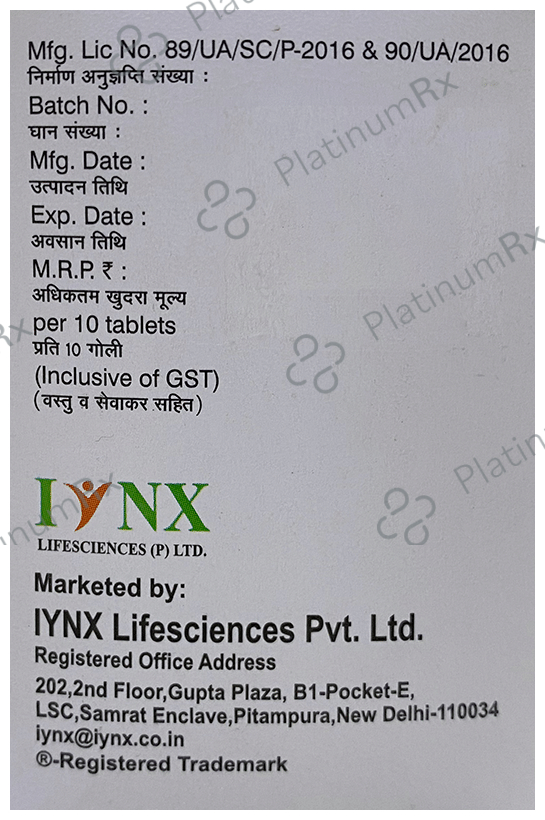 Mfg. Lic No. 89/UA/SC/P-2016 & 90/UA/2016
निर्माण अनुज्ञप्ति संख्या :
Batch No. :
घान संख्या :
Mfg. Date :
उत्पादन तिथि
Exp. Date :
अवसान तिथि
M.R.P. ₹ :
अधिकतम खुदरा मूल्य
per 10 tablets
प्रति 10 गोली
(Inclusive of GST)
(वस्तु व सेवाकर सहित)
IYNX
LIFESCIENCES (P) LTD.
Marketed by:
IYNX Lifesciences Pvt. Ltd.
Registered Office Address
202,2nd Floor,Gupta Plaza, B1-Pocket-E,
LSC,Samrat Enclave,Pitampura,New Delhi-110034
iynx@iynx.co.in
®-Registered Trademark
PlatinumRx
PlatinumRx